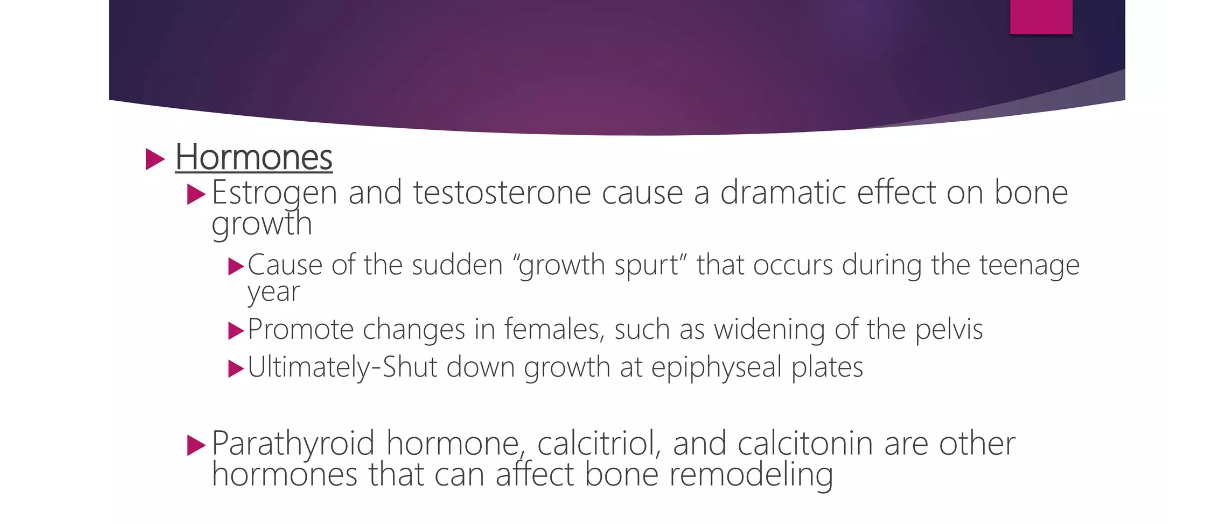 Hormones
Estrogen and testosterone cause a dramatic effect on bone
growth
Cause of the sudden “growth spurt” that occurs during the teenage
year
Promote changes in females, such as widening of the pelvis
Ultimately-Shut down growth at epiphyseal plates
Parathyroid hormone, calcitriol, and calcitonin are other
hormones that can affect bone remodeling